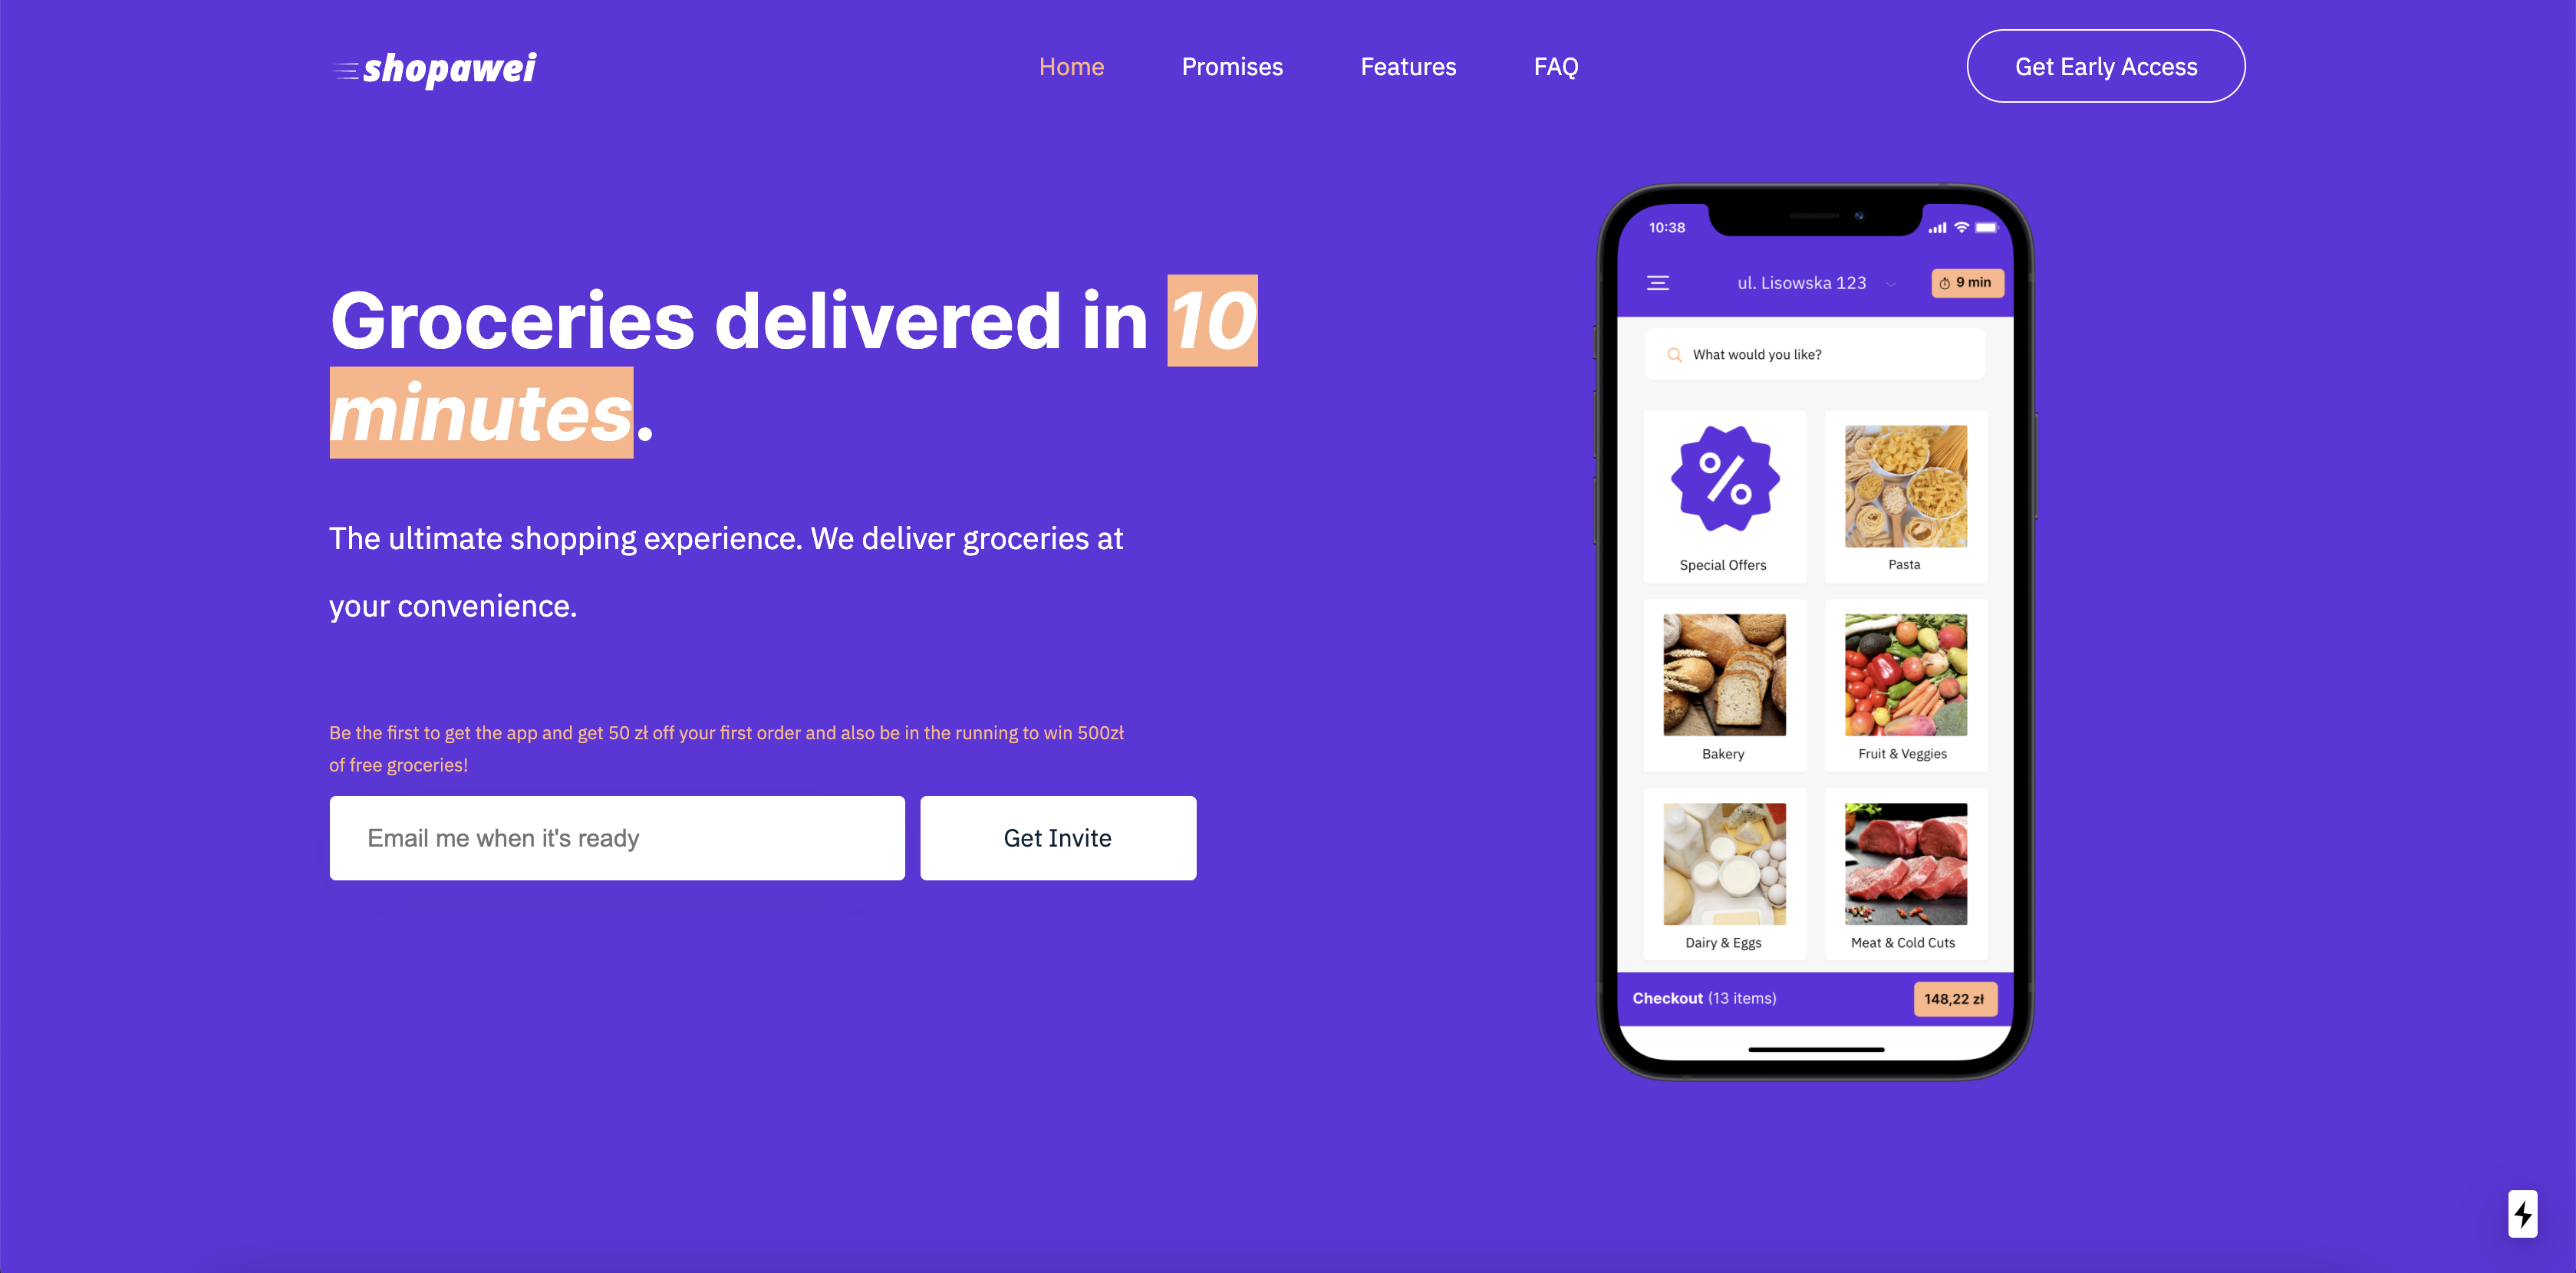 shopawei
Home
Promises
Features
FAQ
Get Early Access
Groceries delivered in 10
minutes.
The ultimate shopping experience. We deliver groceries at
your convenience.
Be the first to get the app and get 50 zł off your first order and also be in the running to win 500zł
of free groceries!
Email me when it's ready
Get Invite
10:38
ul. Lisowska 123
9 min
What would you like?
Special Offers
Pasta
Bakery
Fruit & Veggies
Dairy & Eggs
Meat & Cold Cuts
Checkout (13 items)
148,22 zł